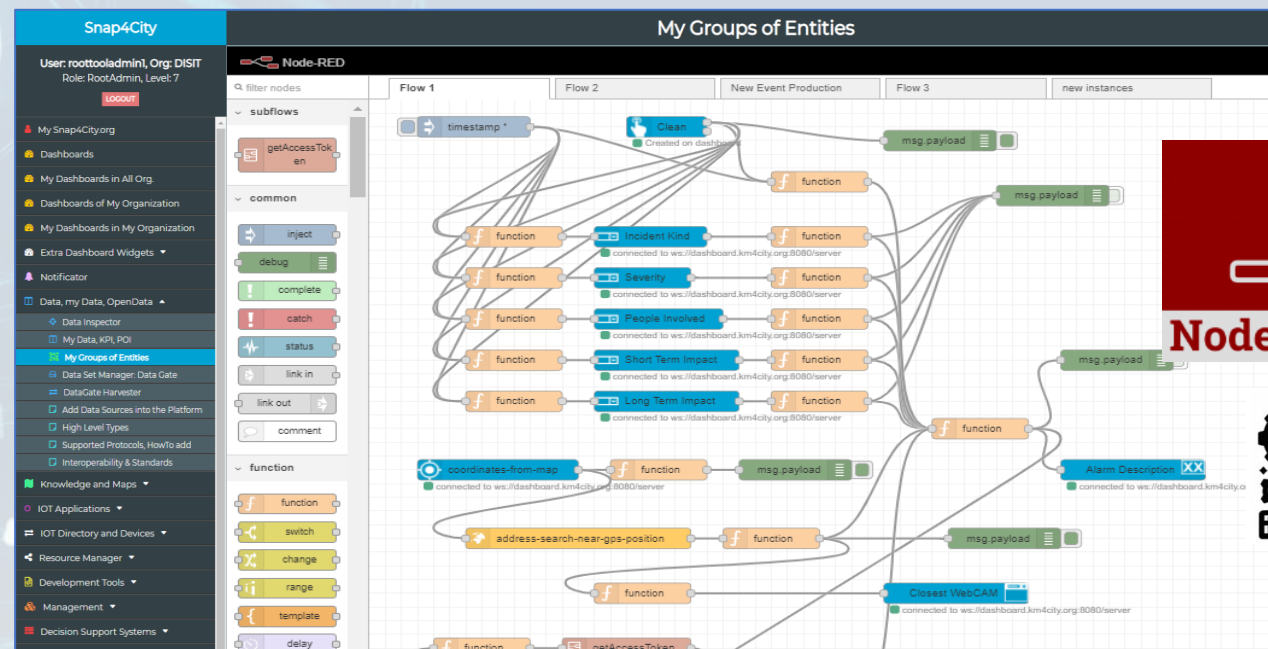 Snap4City
My Groups of Entities
User: roottooladmin1, Org: DISIT
Role: RootAdmin, Level: 7
LOGOUT
My Snap4City.org
Dashboards
My Dashboards in All Org.
Dashboards of My Organization
My Dashboards in My Organization
Extra Dashboard Widgets
Notificator
Data, my Data, OpenData
Data Inspector
My Data, KPI, POI
My Groups of Entities
Data Set Manager: Data Gate
DataGate Harvester
Add Data Sources into the Platform
High Level Types
Supported Protocols, HowTo add
Interoperability & Standards
Knowledge and Maps
IOT Applications
IOT Directory and Devices
Resource Manager
Development Tools
Management
Decision Support Systems
Node-RED
filter nodes
subflows
getAccessTok
en
common
inject
debug
complete
catch
status
link in
link out
comment
function
function
switch
change
range
template
delay
Flow 1
Flow 2
New Event Production
Flow 3
new instances
timestamp *
Clean
Created on dashboard
msg.payload
function
msg.payload
function
Incident Kind
function
connected to ws://dashboard.km4city.org:8080/server
function
Severity
function
connected to ws://dashboard.km4city.org:8080/server
function
People Involved
function
connected to ws://dashboard.km4city.org:8080/server
function
Short Term Impact
function
connected to ws://dashboard.km4city.org:8080/server
msg.payload
function
Long Term Impact
function
connected to ws://dashboard.km4city.org:8080/server
function
coordinates-from-map
function
msg.payload
connected to ws://dashboard.km4city.org:8080/server
Alarm Description
XX
connected to ws://dashboard.km4city.o
address-search-near-gps-position
function
msg.payload
function
Closest WebCAM
connected to ws://dashboard.km4city.org:8080/server
function
getAccessToken
Node